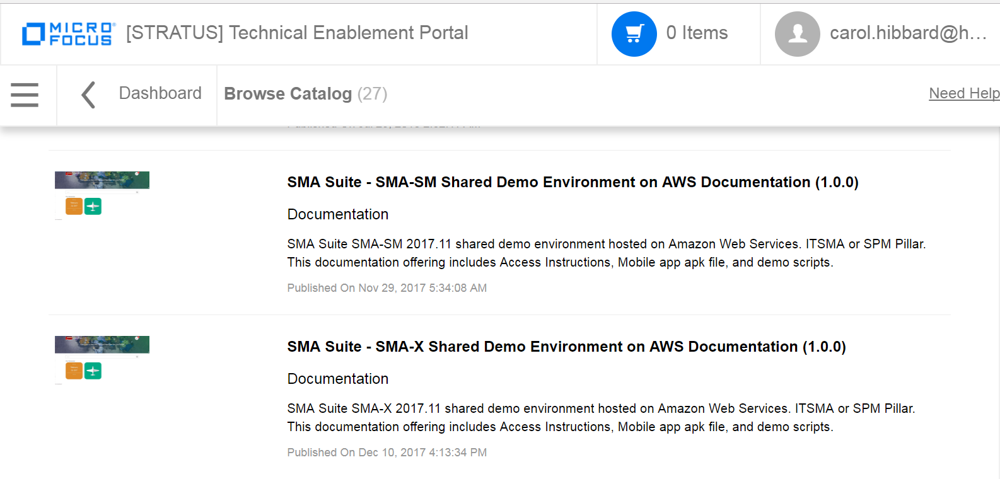 MICRO FOCUS
[STRATUS] Technical Enablement Portal
0 Items
carol.hibbard@h...
Dashboard
Browse Catalog (27)
Need Help
SMA Suite - SMA-SM Shared Demo Environment on AWS Documentation (1.0.0)
Documentation
SMA Suite SMA-SM 2017.11 shared demo environment hosted on Amazon Web Services. ITSMA or SPM Pillar.
This documentation offering includes Access Instructions, Mobile app apk file, and demo scripts.
Published On Nov 29, 2017 5:34:08 AM
SMA Suite - SMA-X Shared Demo Environment on AWS Documentation (1.0.0)
Documentation
SMA Suite SMA-X 2017.11 shared demo environment hosted on Amazon Web Services. ITSMA or SPM Pillar.
This documentation offering includes Access Instructions, Mobile app apk file, and demo scripts.
Published On Dec 10, 2017 4:13:34 PM